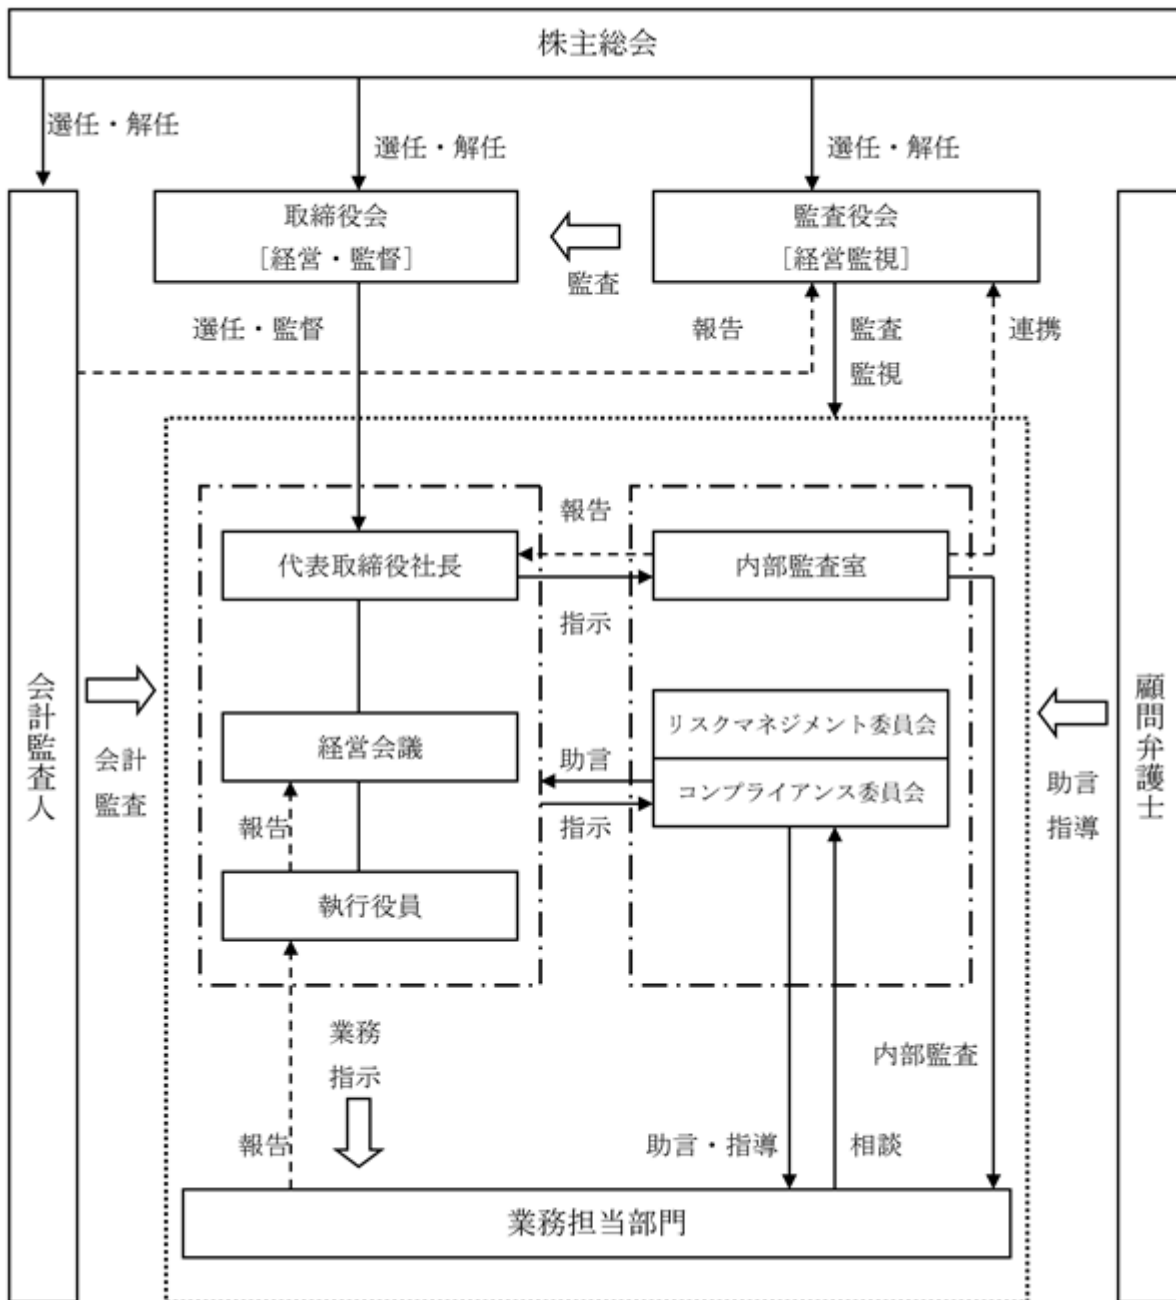 株主総会
選任・解任
選任・解任
選任・解任
取締役会
［経営・監督］
監査
監査役会
［経営監視］
選任・監督
報告
監査
監視
連携
報告
代表取締役社長
内部監査室
指示
会計監査人
会計
監査
経営会議
助言
指示
リスクマネジメント委員会
コンプライアンス委員会
顧問弁護士
助言
指導
報告
執行役員
業務
指示
報告
内部監査
助言・指導
相談
業務担当部門